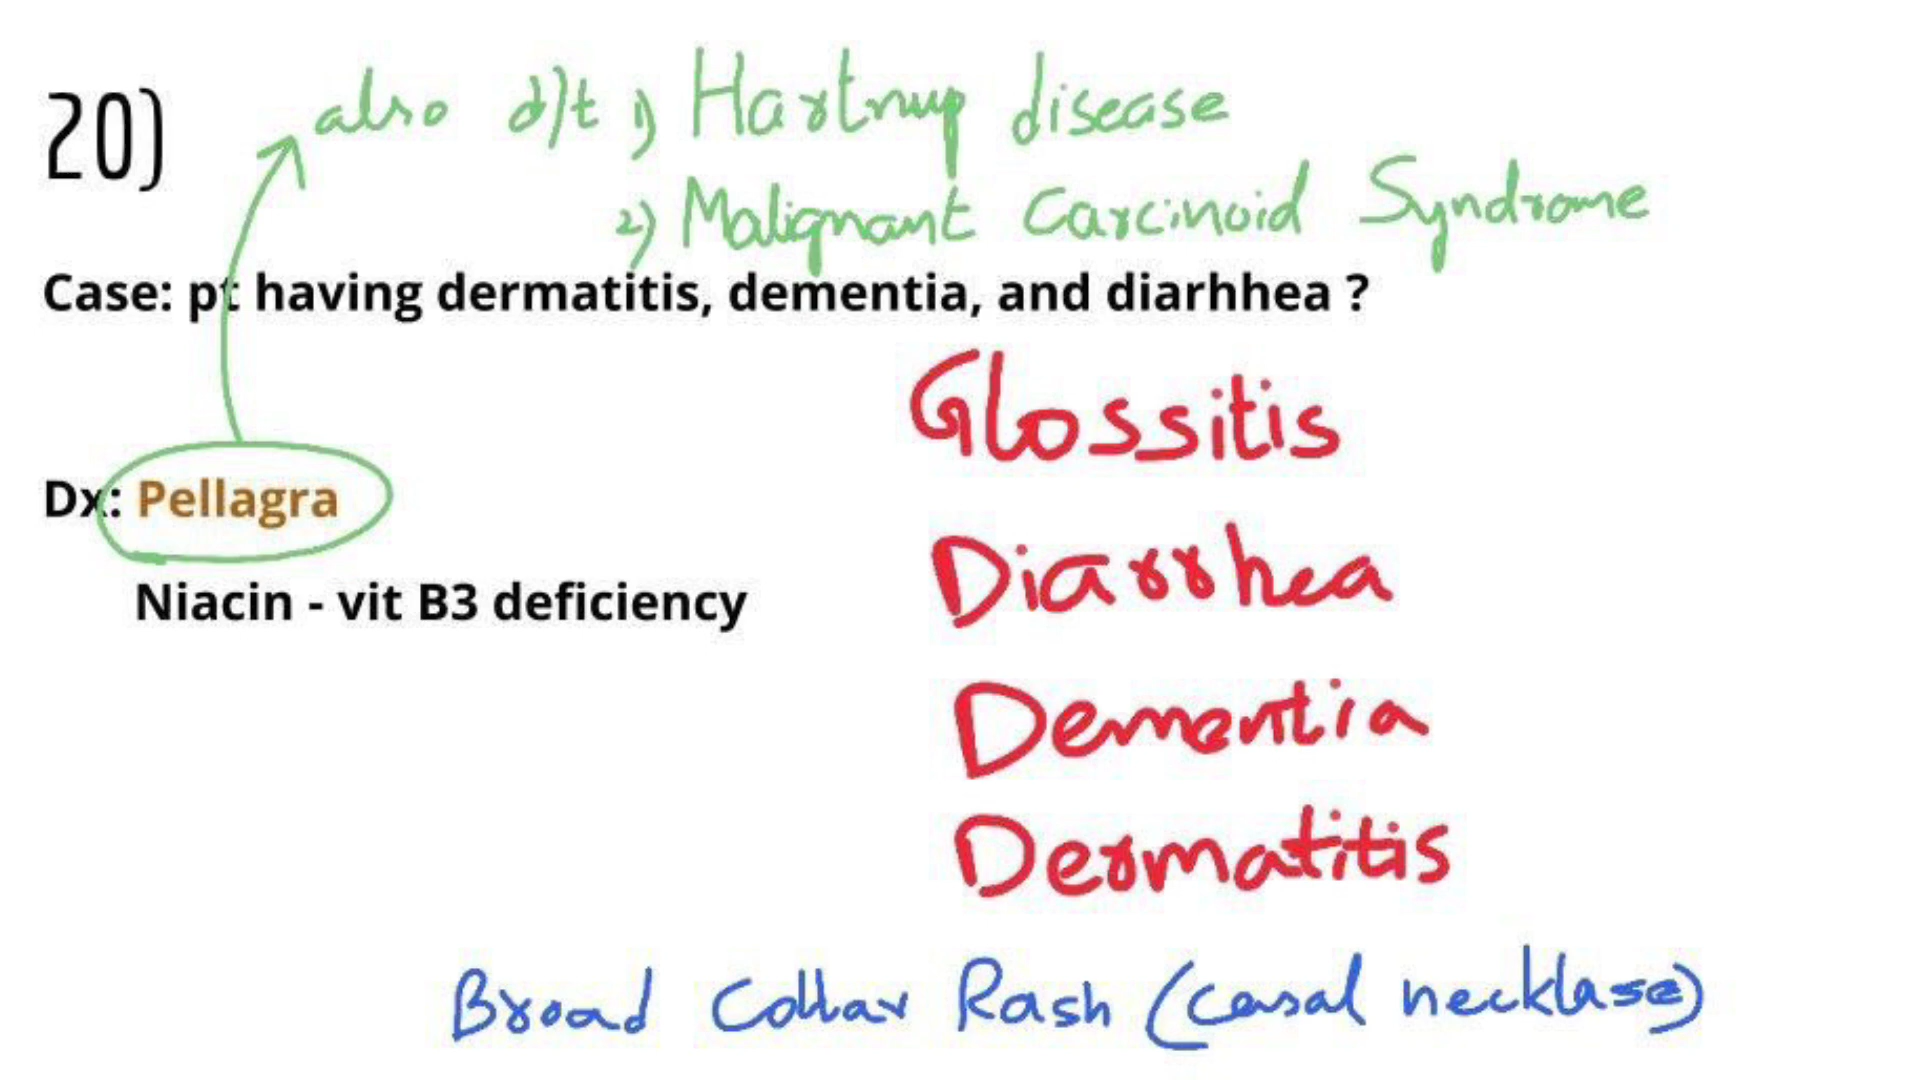 20)
also d/t 1) Hartnup disease
2) Malignant Carcinoid Syndrome
Case: pt having dermatitis, dementia, and diarhhea ?
Glossitis
Dx: Pellagra
Diarrhea
Niacin - vit B3 deficiency
Dementia
Dermatitis
Broad Collar Rash (casal necklase)